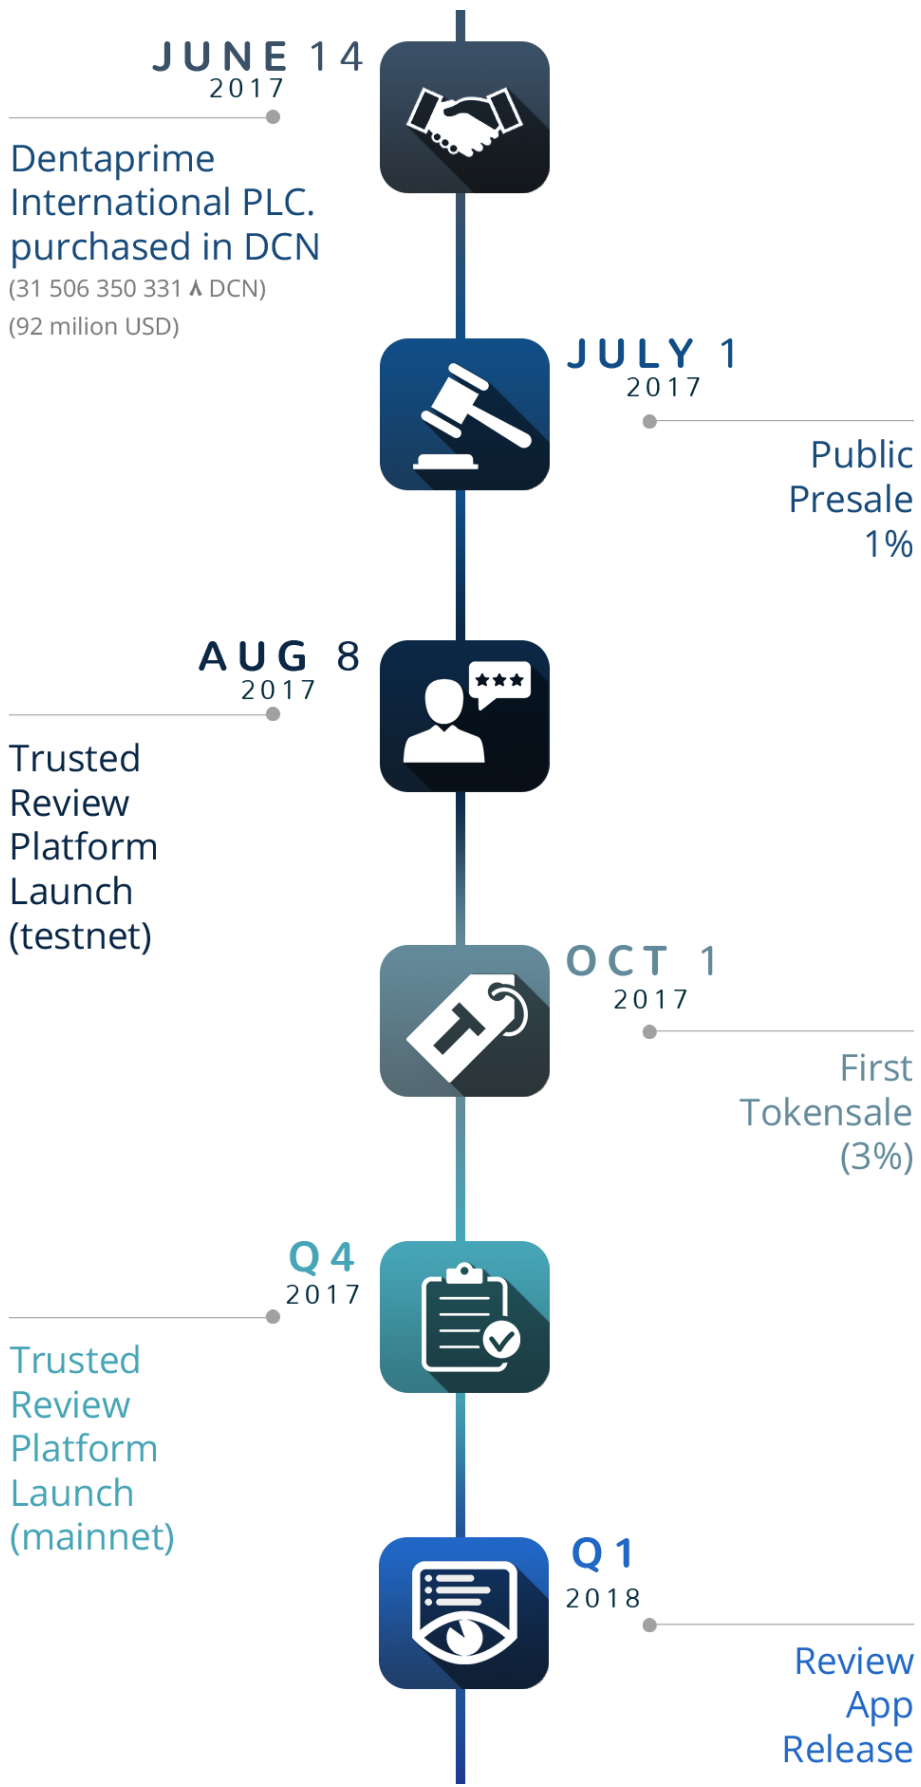 JUNE 14
2017
Dentaprime
International PLC.
purchased in DCN
(31 506 350 331 ٨ DCN)
(92 milion USD)
JULY 1
2017
Public
Presale
1%
AUG 8
2017
Trusted
Review
Platform
Launch
(testnet)
OCT 1
2017
First
Tokensale
(3%)
T
Q4
2017
Trusted
Review
Platform
Launch
(mainnet)
Q1
2018
Review
App
Release